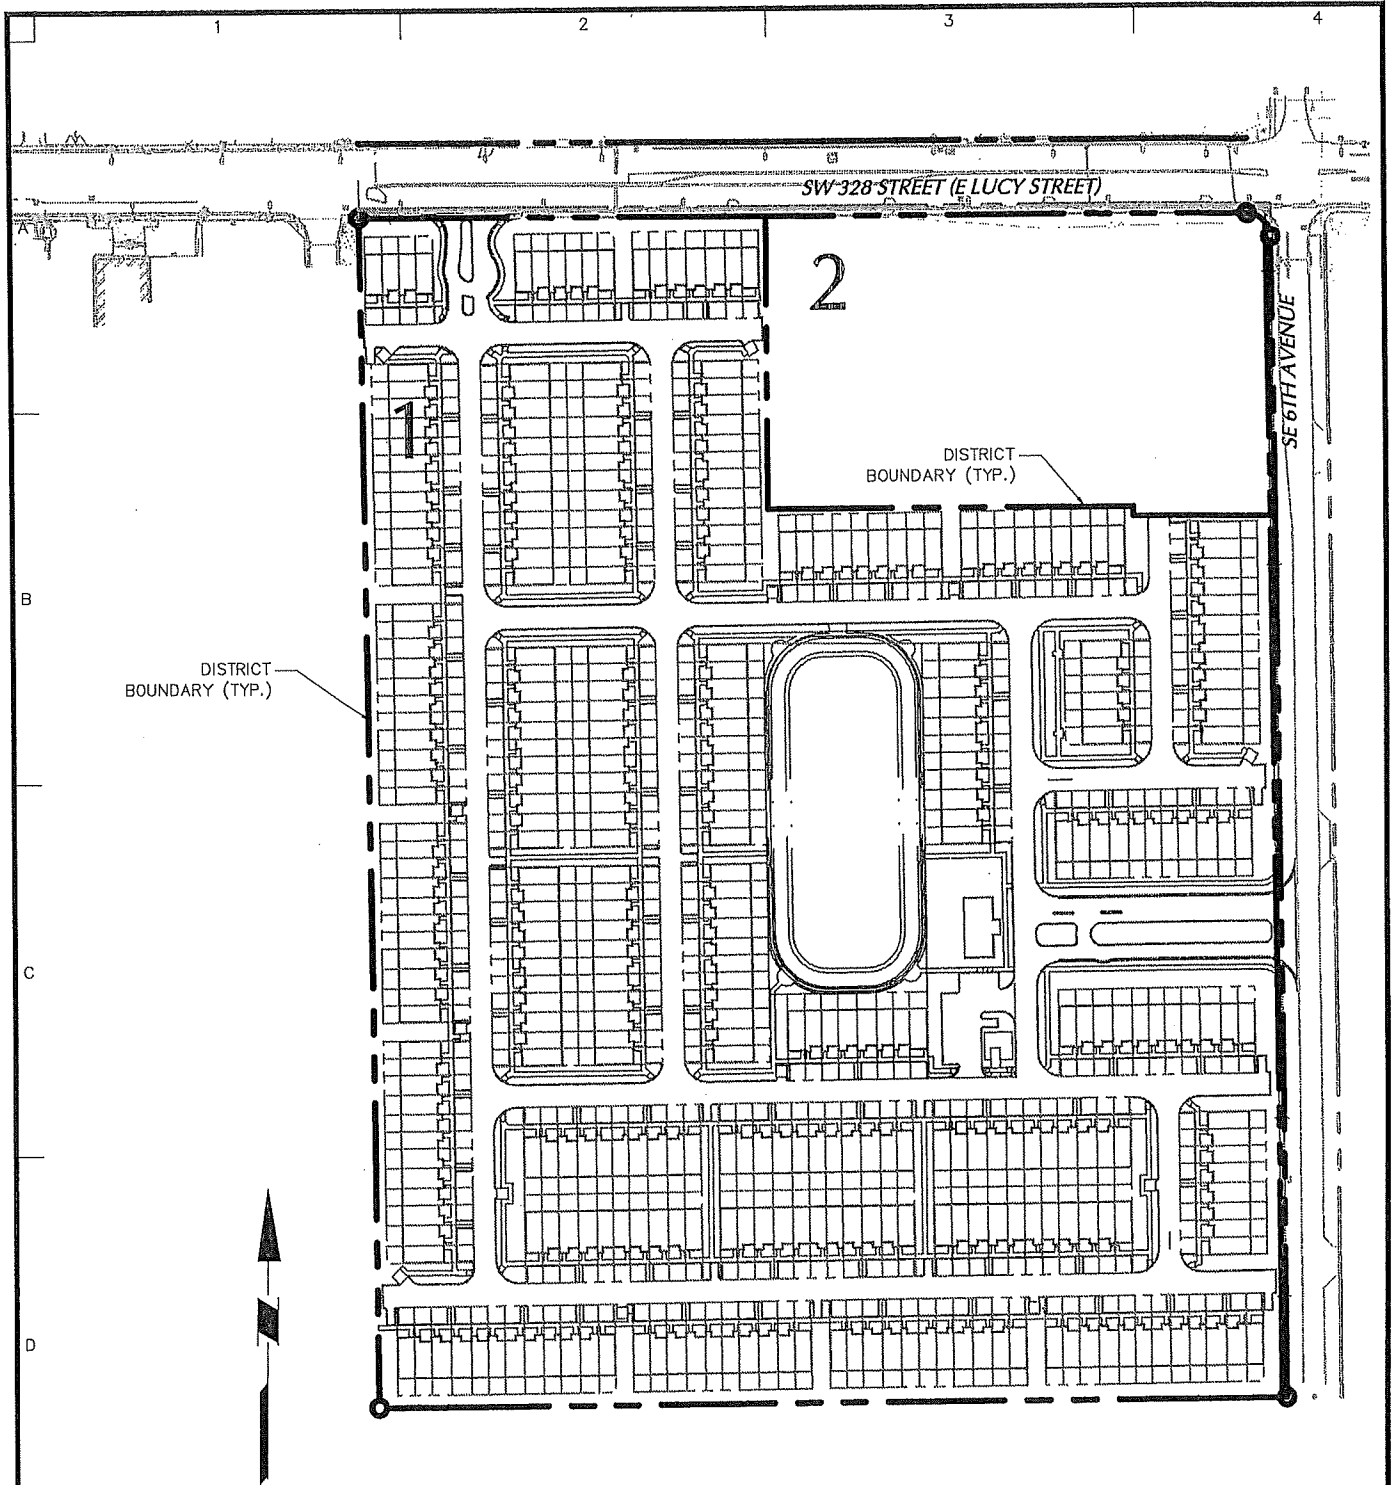 1 2 3 4
SW 328 STREET (E LUCY STREET)
A
2
SE 6TH AVENUE
1
DISTRICT
BOUNDARY (TYP.)
B
DISTRICT
BOUNDARY (TYP.)
C
D